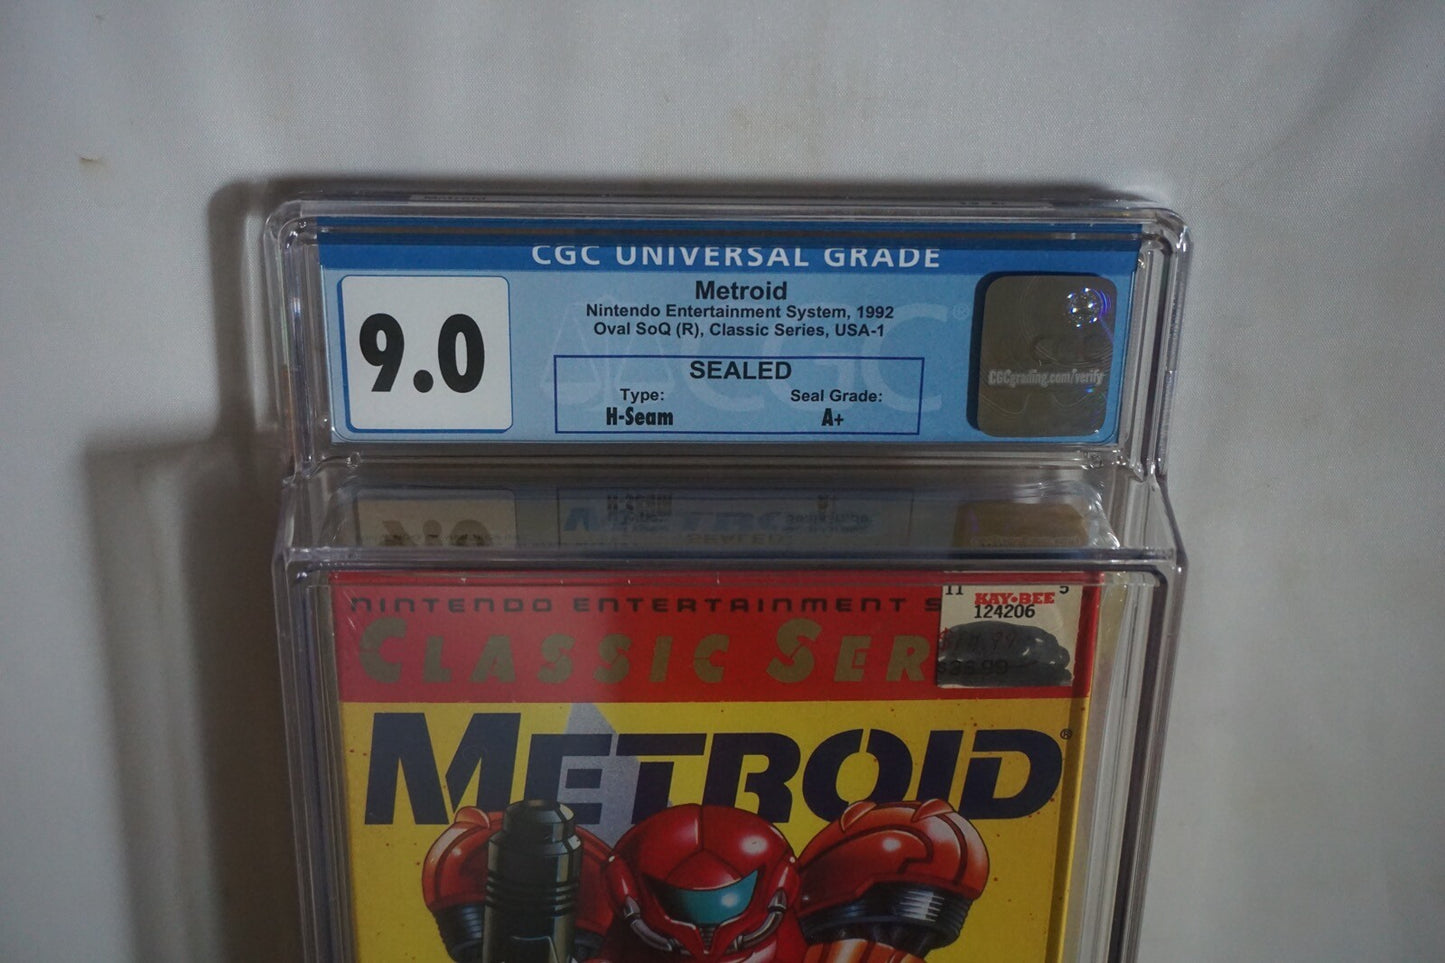 CGC UNIVERSAL GRADE
9.0
Metroid
Nintendo Entertainment System, 1992
Oval SoQ (R), Classic Series, USA-1
SEALED
Type: Seal Grade:
H-Seam A+
CGCgrading.com/verify
NINTENDO ENTERTAINMENT S
CLASSIC SER
11 KAY•BEE 5
124206
METROID®